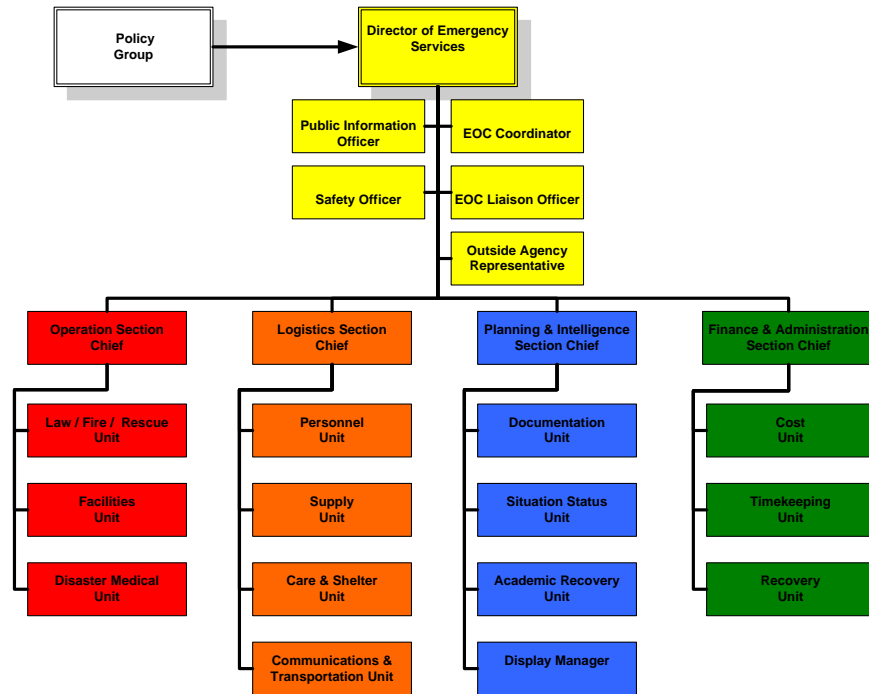 Policy
Group
Director of Emergency
Services
Public Information
Officer
EOC Coordinator
Safety Officer
EOC Liaison Officer
Outside Agency
Representative
Operation Section
Chief
Logistics Section
Chief
Planning & Intelligence
Section Chief
Finance & Administration
Section Chief
Law / Fire / Rescue
Unit
Personnel
Unit
Documentation
Unit
Cost
Unit
Facilities
Unit
Supply
Unit
Situation Status
Unit
Timekeeping
Unit
Disaster Medical
Unit
Care & Shelter
Unit
Academic Recovery
Unit
Recovery
Unit
Communications &
Transportation Unit
Display Manager